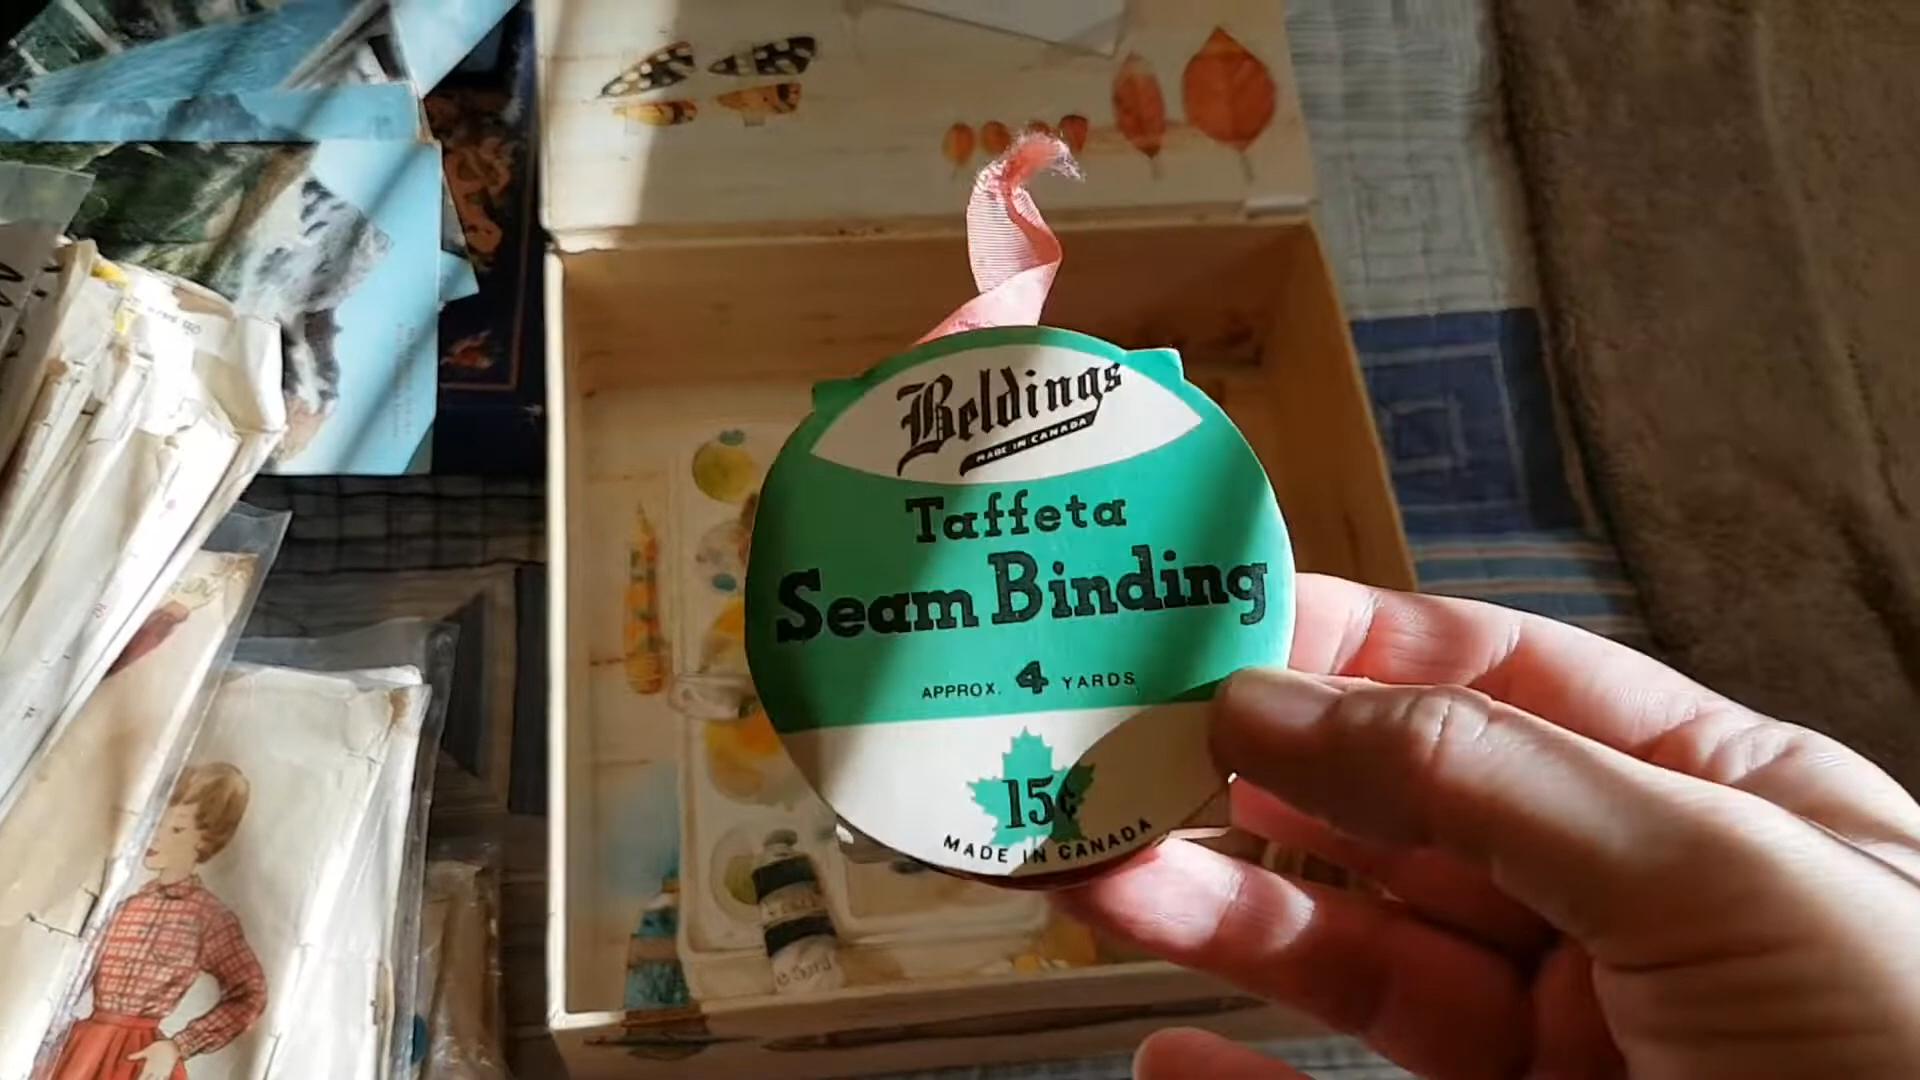 Beldings
MADE IN CANADA
Taffeta
Seam Binding
APPROX. 4 YARDS
15¢
MADE IN CANADA